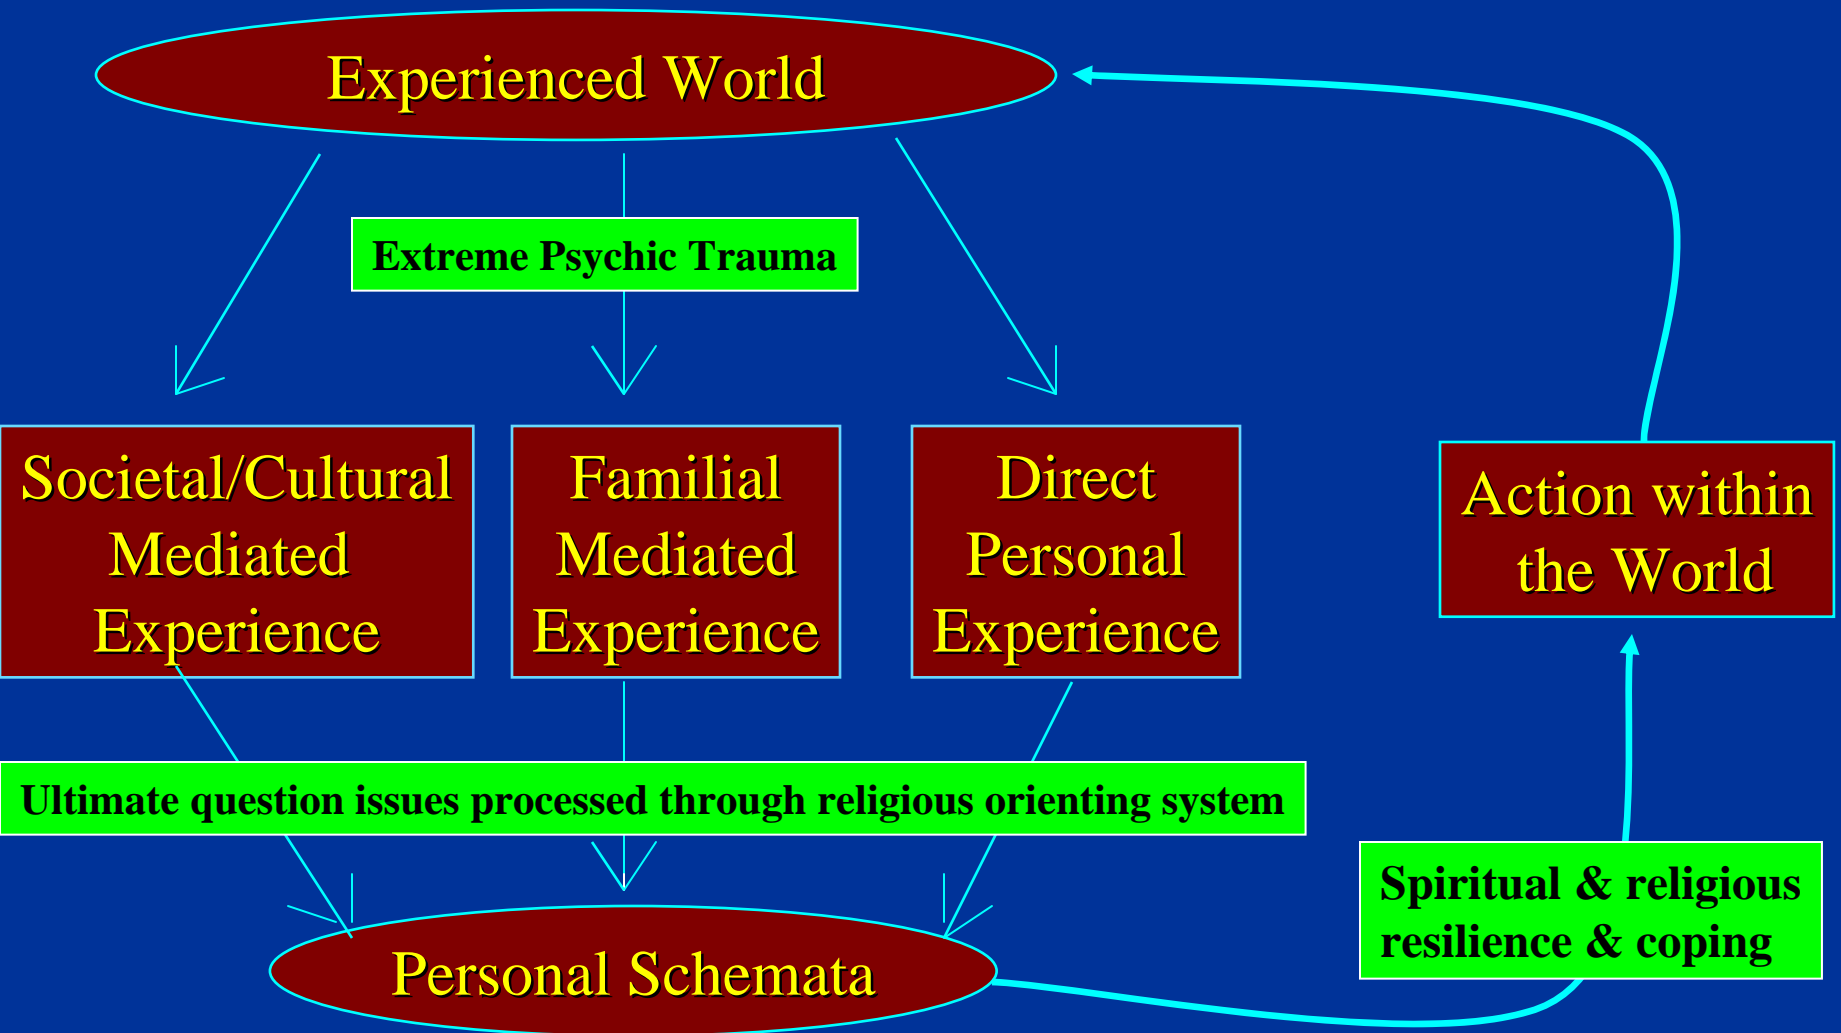 Experienced World
Extreme Psychic Trauma
Societal/Cultural
Mediated
Experience
Familial
Mediated
Experience
Direct
Personal
Experience
Action within
the World
Ultimate question issues processed through religious orienting system
Spiritual & religious
resilience & coping
Personal Schemata